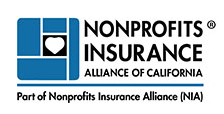 NONPROFITS®
INSURANCE
ALLIANCE OF CALIFORNIA
Part of Nonprofits Insurance Alliance (NIA)